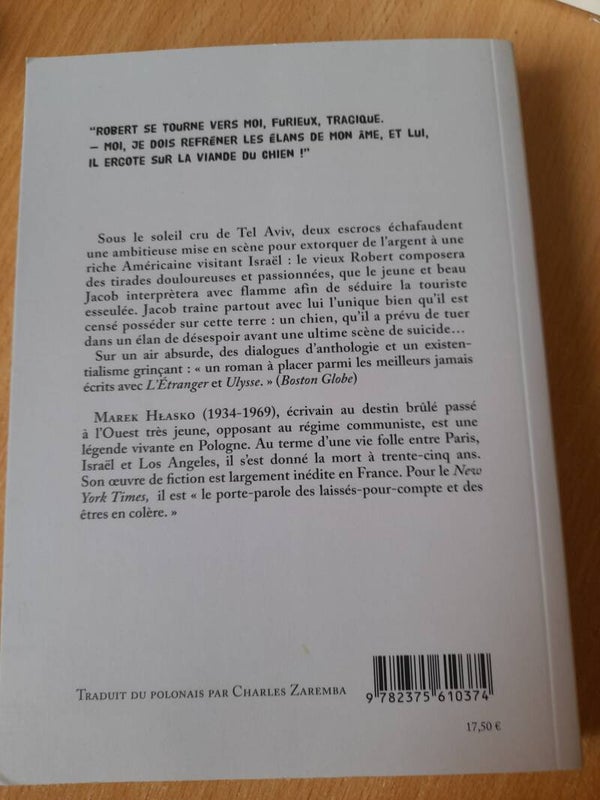 "ROBERT SE TOURNE VERS MOI, FURIEUX, TRAGIQUE.
– MOI, JE DOIS REFRÉNER LES ÉLANS DE MON ÂME, ET LUI,
IL ERGOTE SUR LA VIANDE DU CHIEN !"
Sous le soleil cru de Tel Aviv, deux escrocs échafaudent
une ambitieuse mise en scène pour extorquer de l'argent à une
riche Américaine visitant Israël : le vieux Robert composera
des tirades douloureuses et passionnées, que le jeune et beau
Jacob interprètera avec flamme afin de séduire la touriste
esseulée. Jacob traîne partout avec lui l'unique bien qu'il est
censé posséder sur cette terre : un chien, qu'il a prévu de tuer
dans un élan de désespoir avant une ultime scène de suicide…
Sur un air absurde, des dialogues d'anthologie et un existen-
tialisme grinçant : « un roman à placer parmi les meilleurs jamais
écrits avec L'Étranger et Ulysse. » (Boston Globe)
MAREK HŁASKO (1934-1969), écrivain au destin brûlé passé
à l'Ouest très jeune, opposant au régime communiste, est une
légende vivante en Pologne. Au terme d'une vie folle entre Paris,
Israël et Los Angeles, il s'est donné la mort à trente-cinq ans.
Son œuvre de fiction est largement inédite en France. Pour le New
York Times, il est « le porte-parole des laissés-pour-compte et des
êtres en colère. »
TRADUIT DU POLONAIS PAR CHARLES ZAREMBA
9 782375 610374
17,50 €